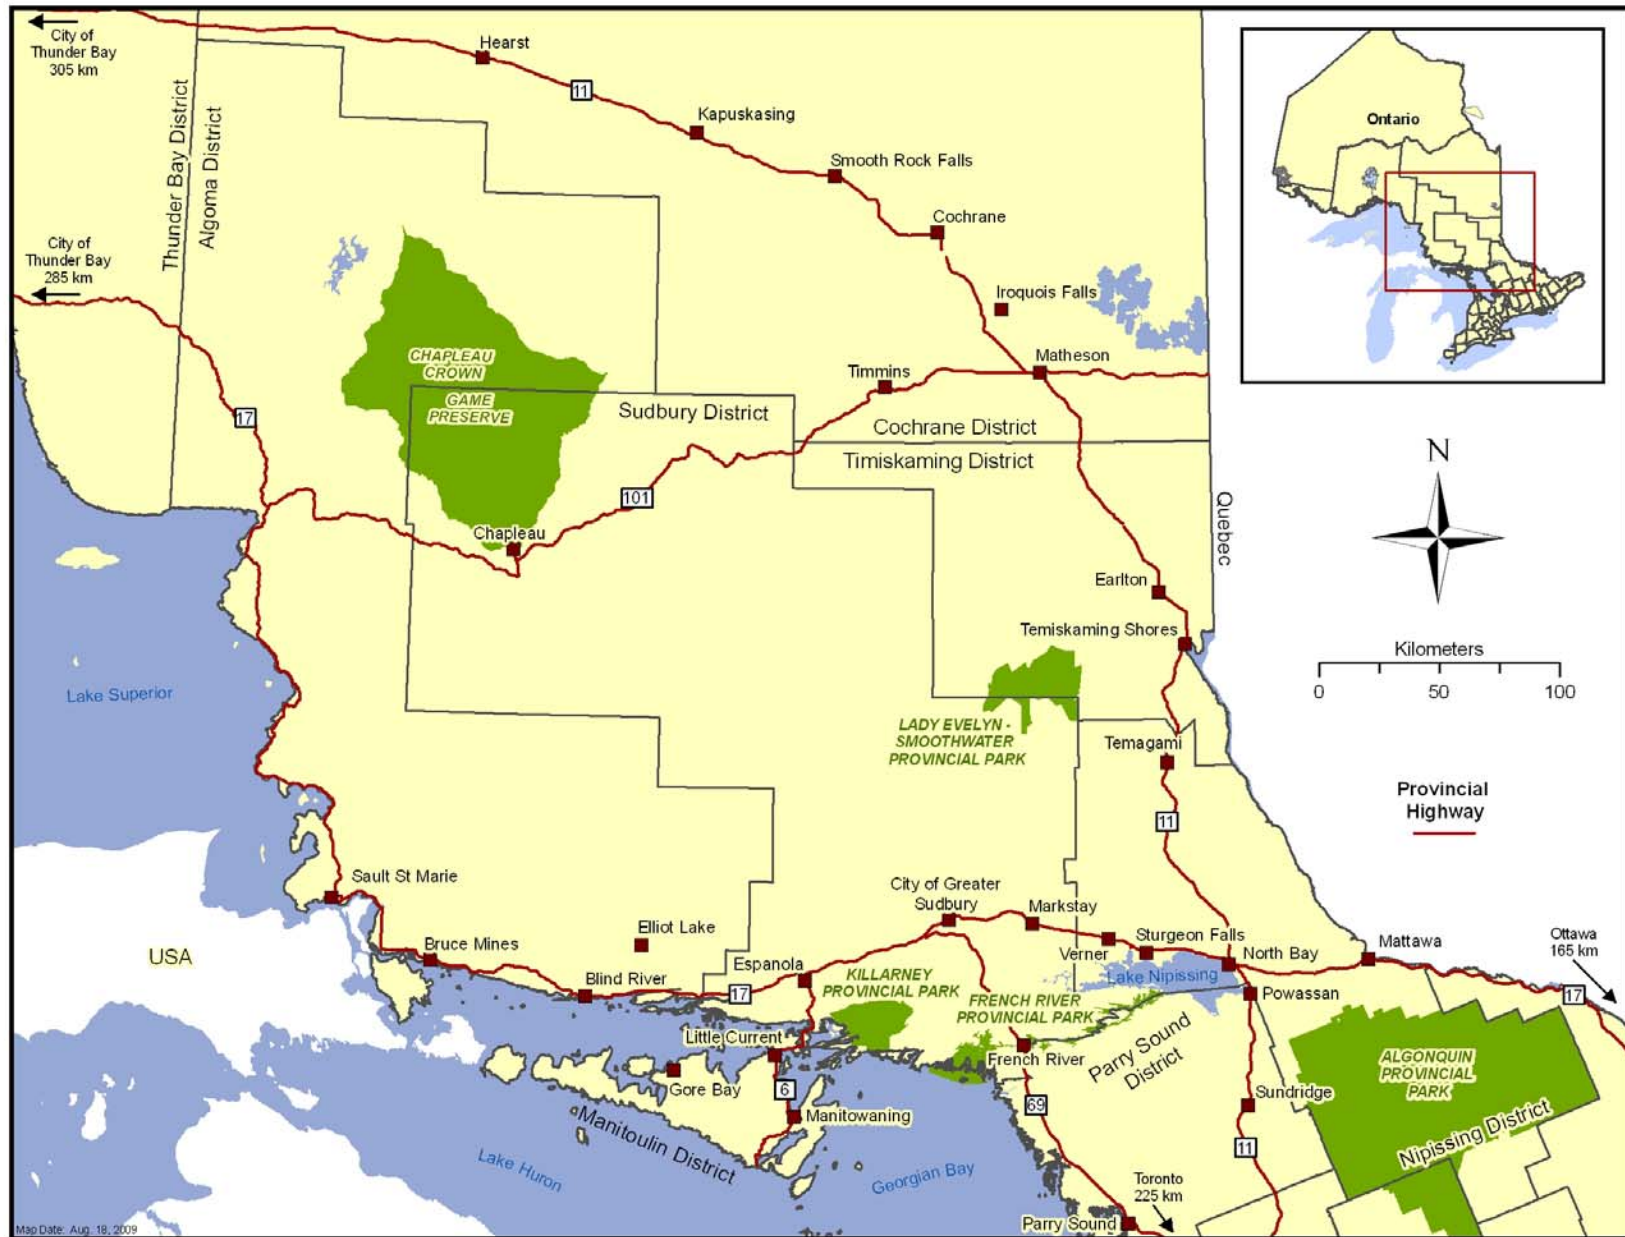 City of
Thunder Bay
305 km
Hearst
11
Kapuskasing
Smooth Rock Falls
Cochrane
Iroquois Falls
Matheson
Timmins
Thunder Bay District
Algoma District
City of
Thunder Bay
285 km
17
CHAPLEAU
CROWN
GAME
PRESERVE
Sudbury District
Cochrane District
Timiskaming District
101
Chapleau
Quebec
Earlton
Temiskaming Shores
LADY EVELYN -
SMOOTHWATER
PROVINCIAL PARK
Temagami
11
Lake Superior
Sault St Marie
USA
Bruce Mines
Elliot Lake
Blind River
Espanola
17
City of Greater
Sudbury
Markstay
Verner
Sturgeon Falls
Lake Nipissing
North Bay
Mattawa
Ottawa
165 km
17
Powassan
KILLARNEY
PROVINCIAL PARK
FRENCH RIVER
PROVINCIAL PARK
French River
Little Current
Gore Bay
6
Manitowaning
Manitoulin District
Lake Huron
Georgian Bay
69
Parry Sound
District
Sundridge
11
ALGONQUIN
PROVINCIAL
PARK
Nipissing District
Toronto
225 km
Parry Sound
Map Date: Aug. 18, 2009
Ontario
N
Kilometers
0 50 100
Provincial
Highway